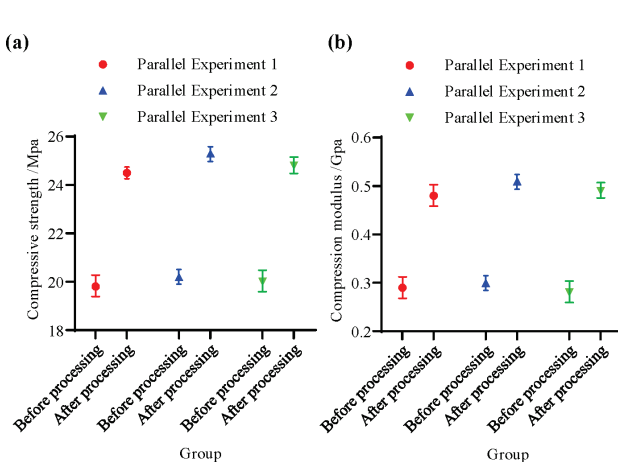 (a)
Parallel Experiment 1
Parallel Experiment 2
Parallel Experiment 3
Compressive strength /Mpa
26
24
22
20
18
Before processing
After processing
Before processing
After processing
Before processing
After processing
Group
(b)
Parallel Experiment 1
Parallel Experiment 2
Parallel Experiment 3
Compression modulus /Gpa
0.6
0.5
0.4
0.3
0.2
Before processing
After processing
Before processing
After processing
Before processing
After processing
Group